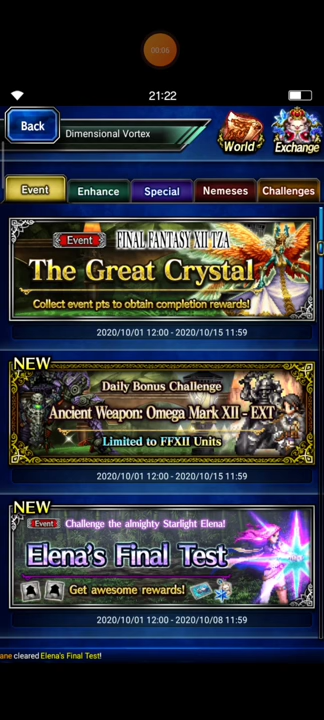 00:06
21:22
Back
Dimensional Vortex
World
Exchange
Event
Enhance
Special
Nemeses
Challenges
Event
FINAL FANTASY XII TZA
The Great Crystal
Collect event pts to obtain completion rewards!
2020/10/01 12:00 - 2020/10/15 11:59
NEW
Daily Bonus Challenge
Ancient Weapon: Omega Mark XII - EXT
Limited to FFXII Units
2020/10/01 12:00 - 2020/10/15 11:59
NEW
Event
Challenge the almighty Starlight Elena!
Elena's Final Test
Get awesome rewards!
2020/10/01 12:00 - 2020/10/08 11:59
ane cleared Elena's Final Test!